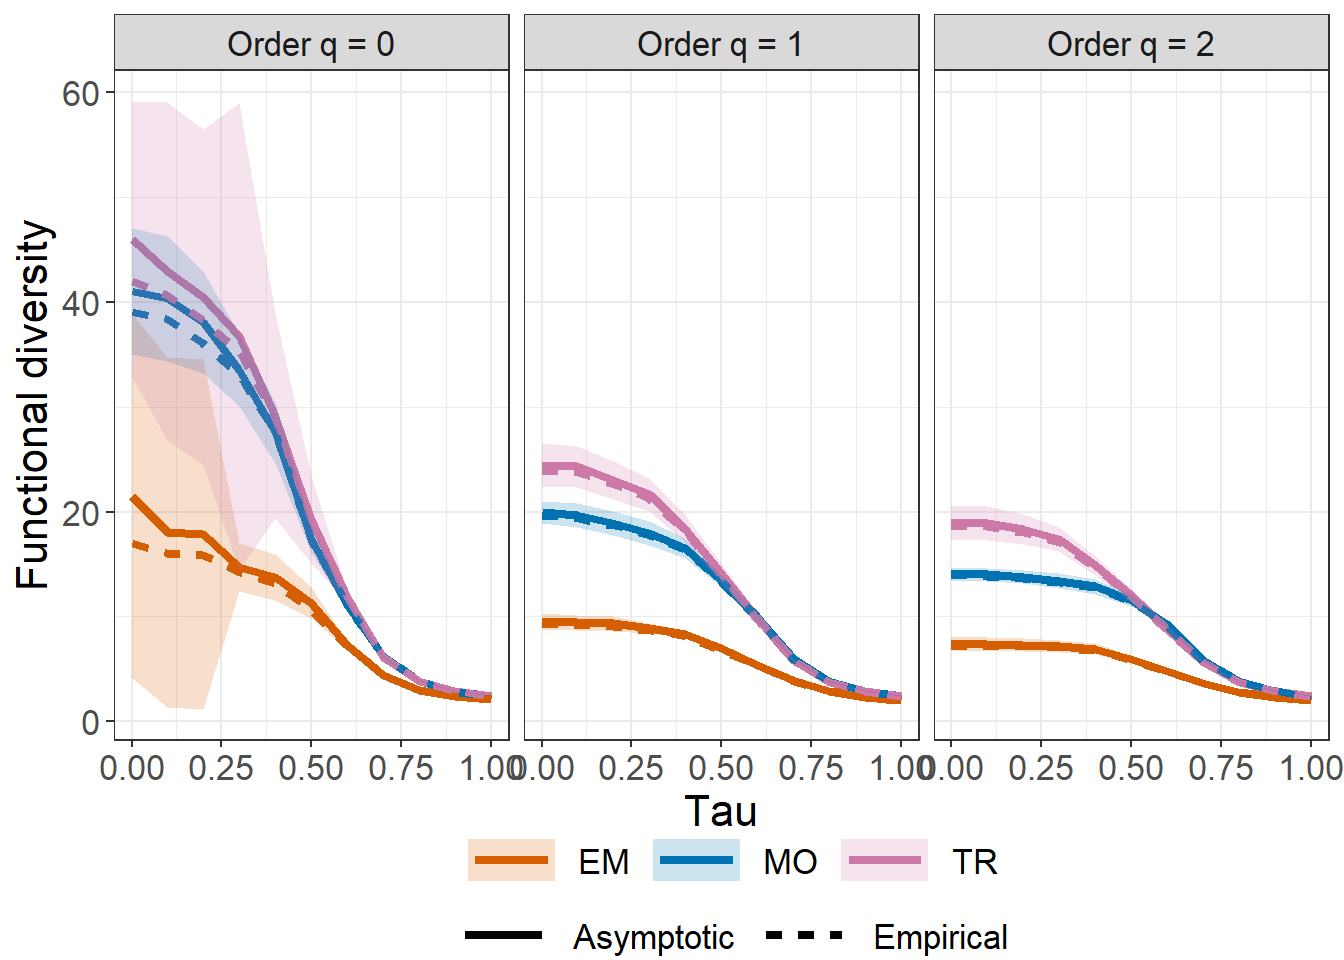 Order q = 0 Order q = 1 Order q = 2
Functional diversity
60
40
20
0
0.00 0.25 0.50 0.75 1.00 0.00 0.25 0.50 0.75 1.00 0.00 0.25 0.50 0.75 1.00
Tau
EM MO TR
Asymptotic Empirical